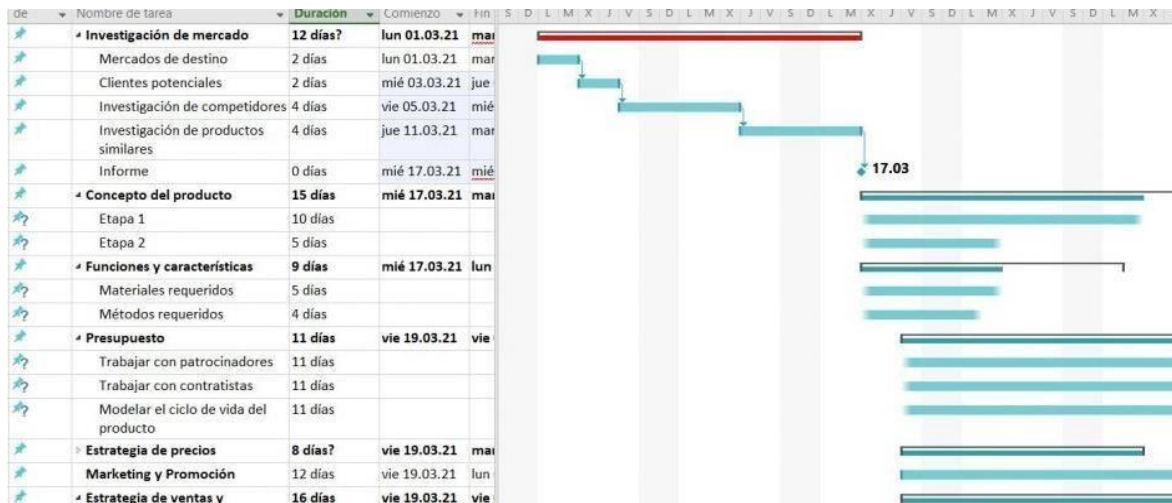 de Nombre de tarea Duración Comienzo Fin S D L M X J V S D L M X J V S D L M X J V S D L M X J V S D L M X
Investigación de mercado 12 días? lun 01.03.21 mar
Mercados de destino 2 días lun 01.03.21 mar
Clientes potenciales 2 días mié 03.03.21 jue
Investigación de competidores 4 días vie 05.03.21 mié
Investigación de productos 4 días jue 11.03.21 mar
similares
Informe 0 días mié 17.03.21 mié 17.03
Concepto del producto 15 días mié 17.03.21 mar
Etapa 1 10 días
Etapa 2 5 días
Funciones y características 9 días mié 17.03.21 lun
Materiales requeridos 5 días
Métodos requeridos 4 días
Presupuesto 11 días vie 19.03.21 vie
Trabajar con patrocinadores 11 días
Trabajar con contratistas 11 días
Modelar el ciclo de vida del 11 días
producto
Estrategia de precios 8 días? vie 19.03.21 mar
Marketing y Promoción 12 días vie 19.03.21 lun
Estrategia de ventas y 16 días vie 19.03.21 vie